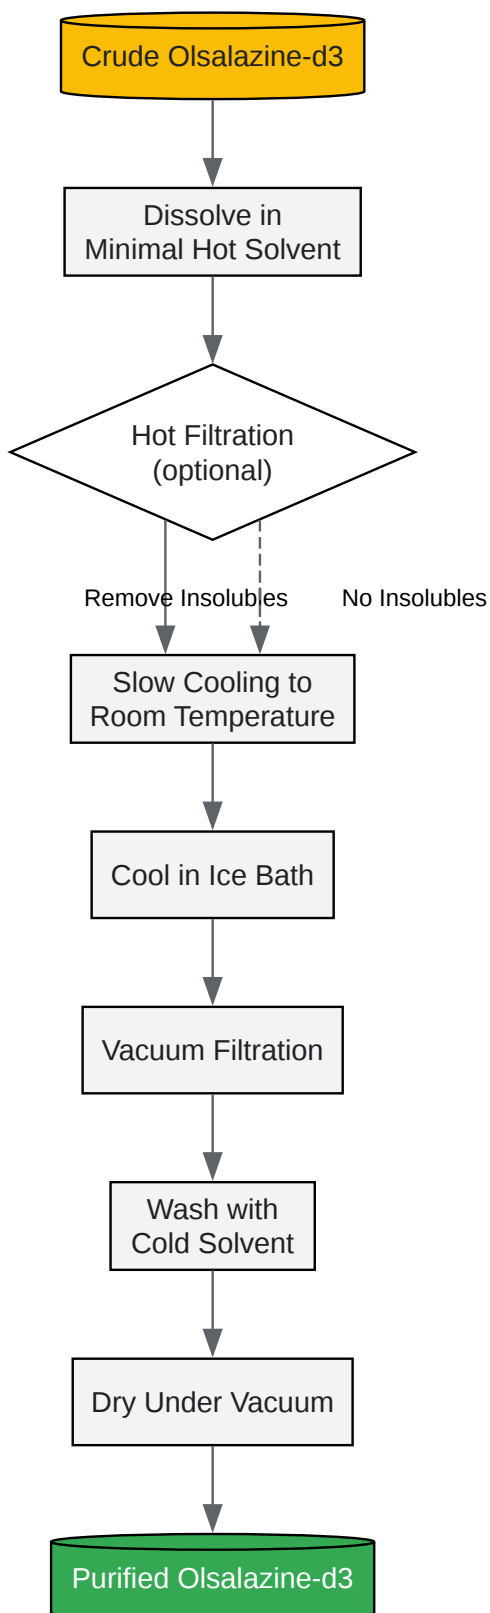 Crude Olsalazine-d3
Dissolve in
Minimal Hot Solvent
Hot Filtration
(optional)
Remove Insolubles
No Insolubles
Slow Cooling to
Room Temperature
Cool in Ice Bath
Vacuum Filtration
Wash with
Cold Solvent
Dry Under Vacuum
Purified Olsalazine-d3